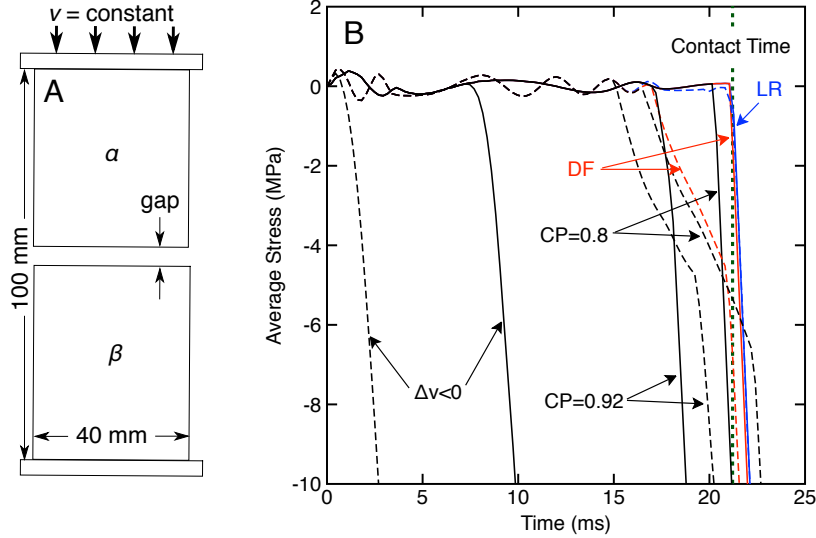 v = constant
A
α
gap
100 mm
β
40 mm
B
Contact Time
LR
DF
CP=0.8
Δv<0
CP=0.92
Average Stress (MPa)
2
0
-2
-4
-6
-8
-10
0 5 10 15 20 25
Time (ms)